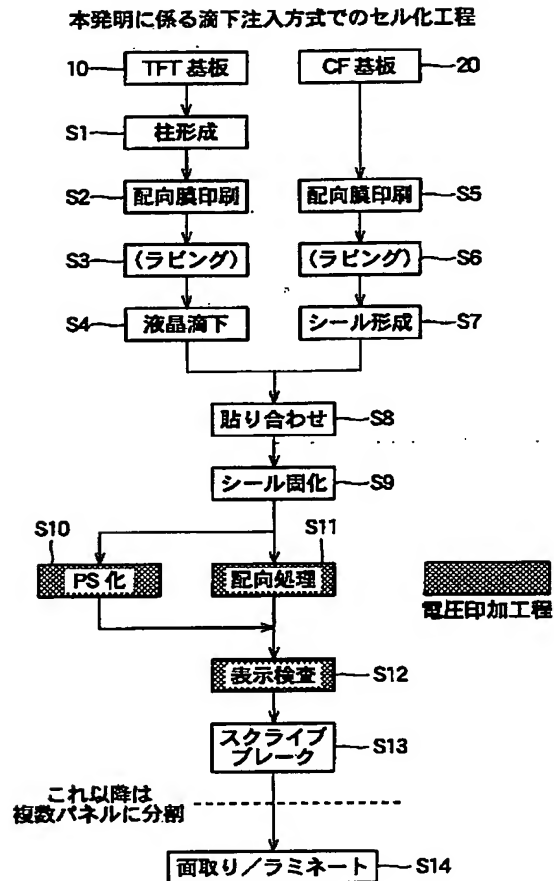 本発明に係る滴下注入方式でのセル化工程
10 TFT 基板
CF 基板 20
S1 柱形成
S2 配向膜印刷
配向膜印刷 S5
S3 (ラビング)
(ラビング) S6
S4 液晶滴下
シール形成 S7
貼り合わせ S8
シール固化 S9
S10
S11
PS 化
配向処理
電圧印加工程
表示検査 S12
スクライブ
ブレーク
S13
これ以降は
複数パネルに分割
面取り/ラミネート S14